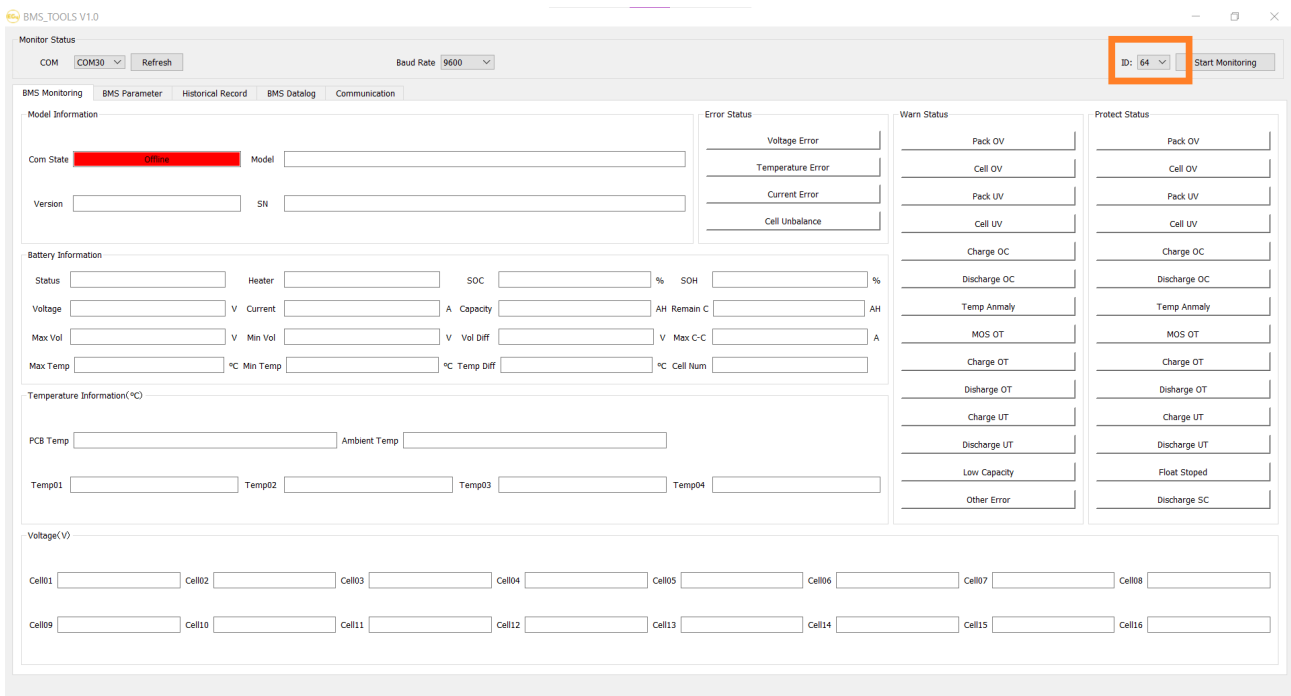 BMS_TOOLS V1.0
Monitor Status
COM COM30 Refresh Baud Rate 9600 ID: 64 Start Monitoring
BMS Monitoring BMS Parameter Historical Record BMS Datalog Communication
Model Information
Com State Offline Model
Version SN
Error Status
Voltage Error
Temperature Error
Current Error
Cell Unbalance
Warn Status
Pack OV
Cell OV
Pack UV
Cell UV
Charge OC
Discharge OC
Temp Anmaly
MOS OT
Charge OT
Disharge OT
Charge UT
Discharge UT
Low Capacity
Other Error
Protect Status
Pack OV
Cell OV
Pack UV
Cell UV
Charge OC
Discharge OC
Temp Anmaly
MOS OT
Charge OT
Discharge OT
Charge UT
Discharge UT
Float Stoped
Discharge SC
Battery Information
Status Heater SOC % SOH %
Voltage V Current A Capacity AH Remain C AH
Max Vol V Min Vol V Vol Diff V Max C-C A
Max Temp ºC Min Temp ºC Temp Diff ºC Cell Num
Temperature Information(ºC)
PCB Temp Ambient Temp
Temp01 Temp02 Temp03 Temp04
Voltage(V)
Cell01 Cell02 Cell03 Cell04 Cell05 Cell06 Cell07 Cell08
Cell09 Cell10 Cell11 Cell12 Cell13 Cell14 Cell15 Cell16